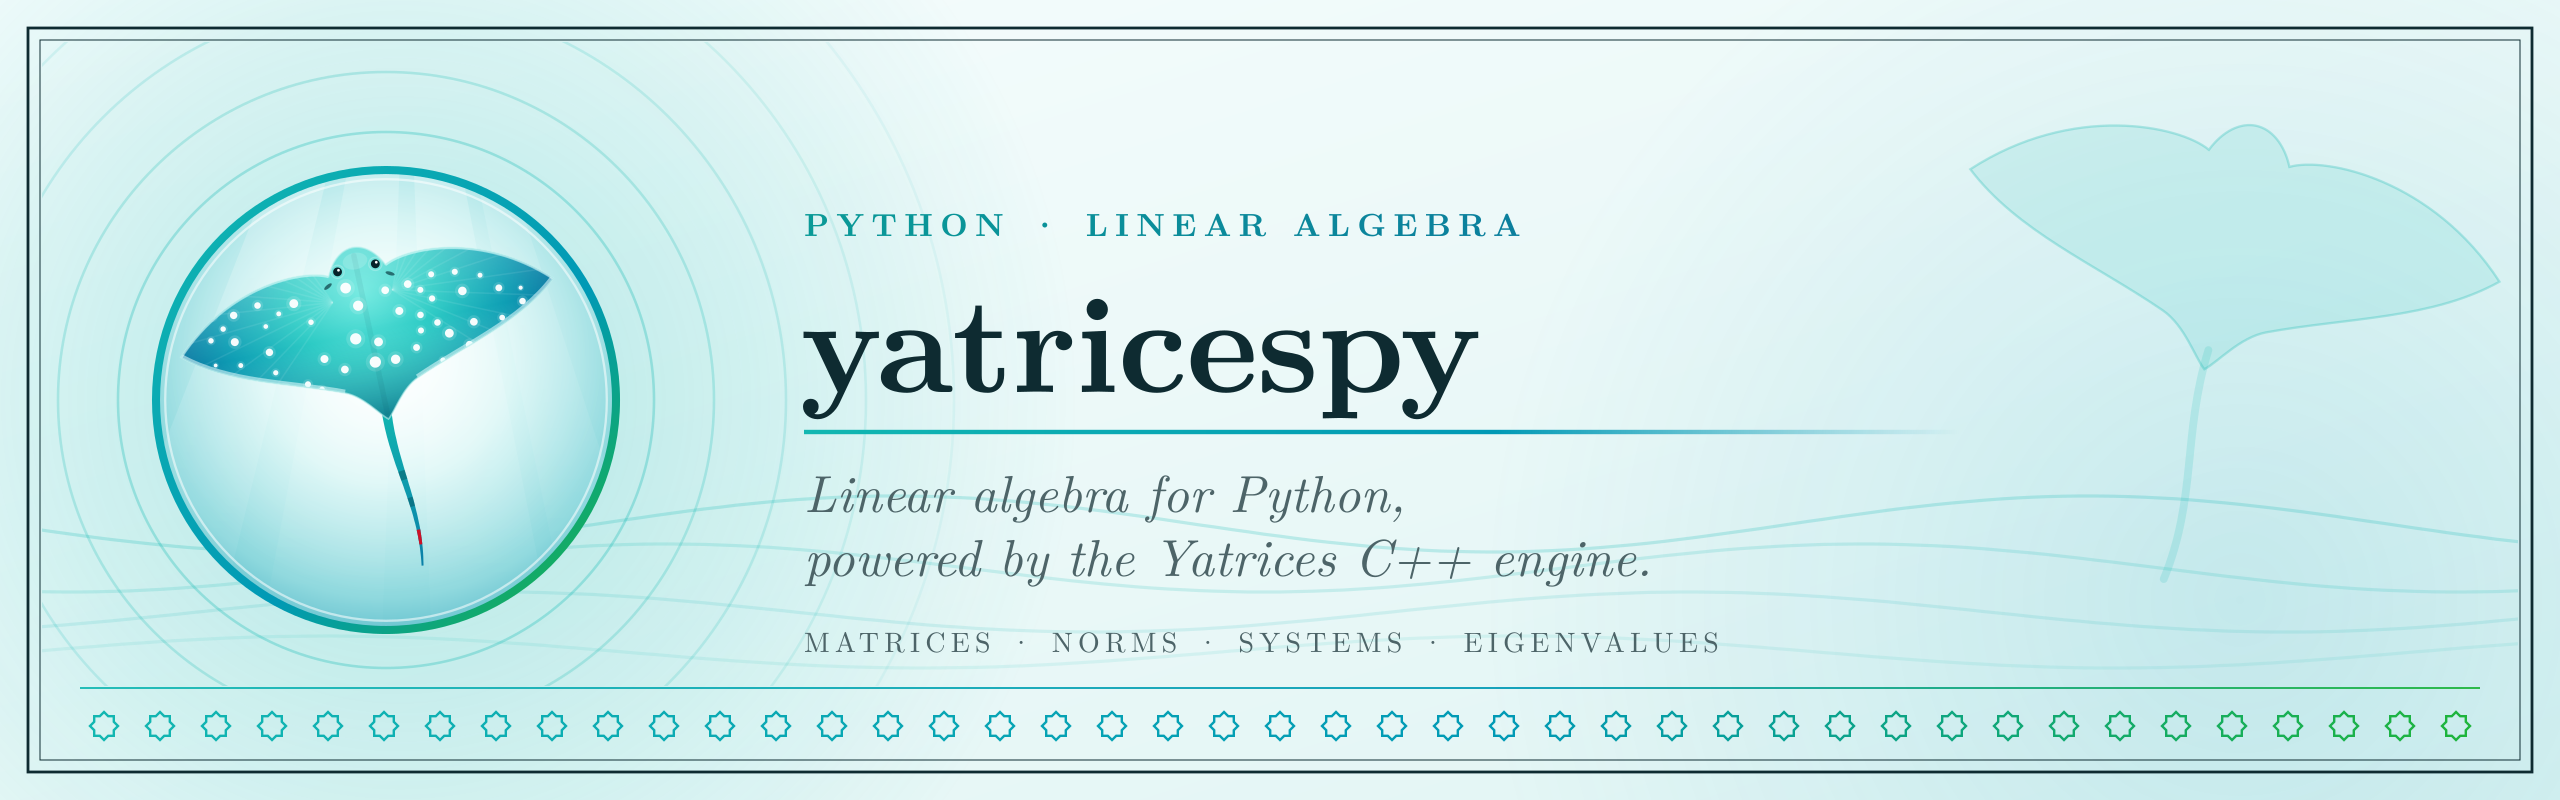 PYTHON · LINEAR ALGEBRA
yatricespy
Linear algebra for Python,
powered by the Yatrices C++ engine.
MATRICES · NORMS · SYSTEMS · EIGENVALUES